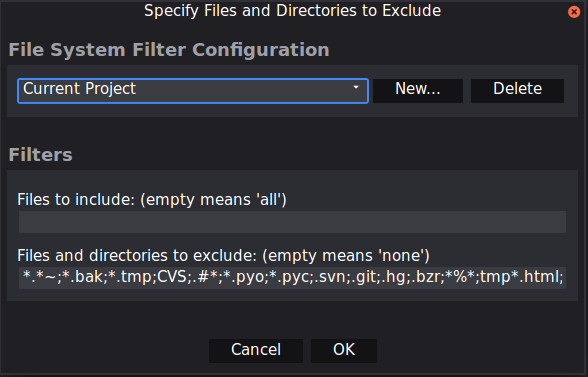 Specify Files and Directories to Exclude
File System Filter Configuration
Current Project
New...
Delete
Filters
Files to include: (empty means 'all')
Files and directories to exclude: (empty means 'none')
*.*~;*.bak;*.tmp;CVS;.#*;*.pyo;*.pyc;.svn;.git;.hg;.bzr;*%*;tmp*.html;
Cancel
OK